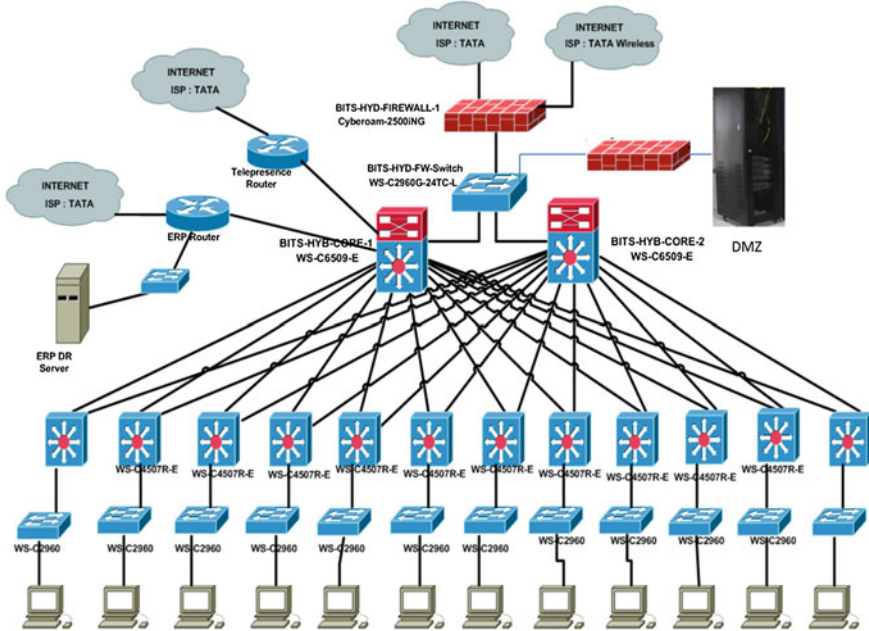 INTERNET
ISP : TATA
INTERNET
ISP : TATA Wireless
INTERNET
ISP : TATA
BITS-HYD-FIREWALL-1
Cyberoam-2500iNG
Telepresence
Router
BITS-HYD-FW-Switch
WS-C2960G-24TC-L
INTERNET
ISP : TATA
ERP Router
BITS-HYB-CORE-1
WS-C6509-E
BITS-HYB-CORE-2
WS-C6509-E
DMZ
ERP DR
Server
WS-C4507R-E
WS-C4507R-E
WS-C4507R-E
WS-C4507R-E
WS-C4507R-E
WS-C4507R-E
WS-C4507R-E
WS-C4507R-E
WS-C4507R-E
WS-C4507R-E
WS-C2960
WS-C2960
WS-C2960
WS-C2960
WS-C2960
WS-C2960
WS-C2960
WS-C2960
WS-C2960
WS-C2960
WS-C2960